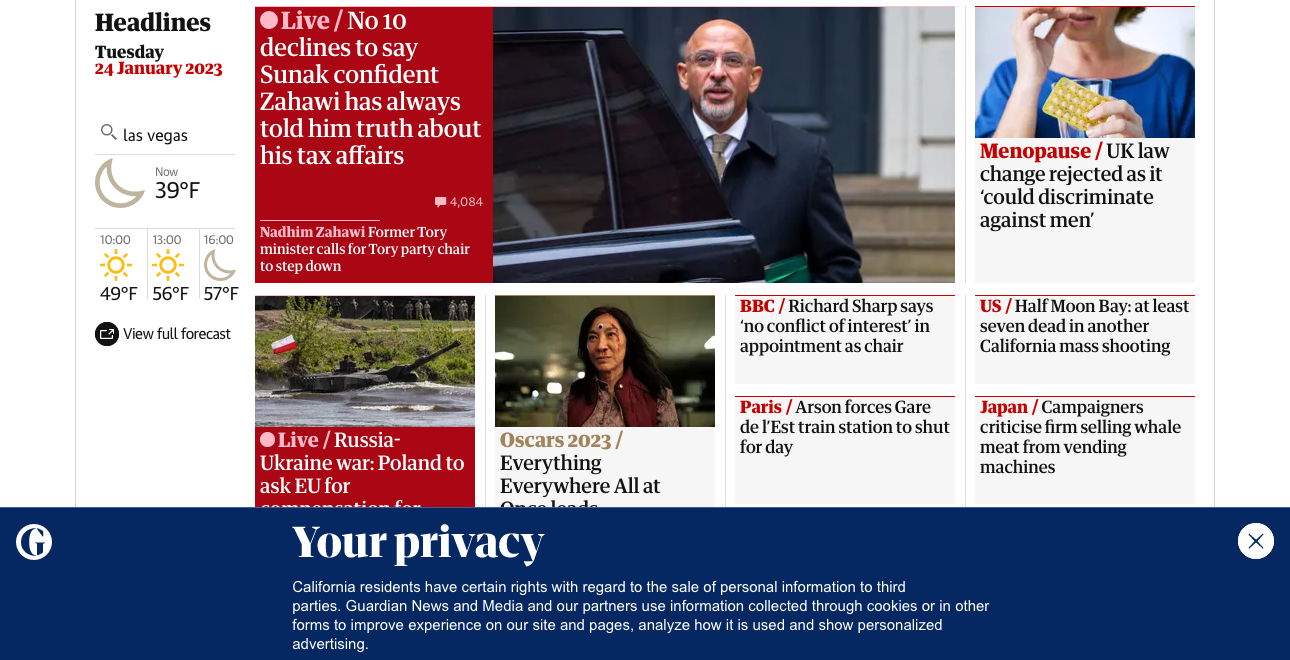 Headlines
Tuesday
24 January 2023
las vegas
Now
39°F
10:00
13:00
16:00
49°F
56°F
57°F
View full forecast
Live / No 10
declines to say
Sunak confident
Zahawi has always
told him truth about
his tax affairs
4,084
Nadhim Zahawi Former Tory
minister calls for Tory party chair
to step down
Menopause / UK law
change rejected as it
‘could discriminate
against men’
Live / Russia-
Ukraine war: Poland to
ask EU for
compensation for
Oscars 2023 /
Everything
Everywhere All at
Once leads
BBC / Richard Sharp says
‘no conflict of interest’ in
appointment as chair
US / Half Moon Bay: at least
seven dead in another
California mass shooting
Paris / Arson forces Gare
de l’Est train station to shut
for day
Japan / Campaigners
criticise firm selling whale
meat from vending
machines
G
Your privacy
California residents have certain rights with regard to the sale of personal information to third
parties. Guardian News and Media and our partners use information collected through cookies or in other
forms to improve experience on our site and pages, analyze how it is used and show personalized
advertising.